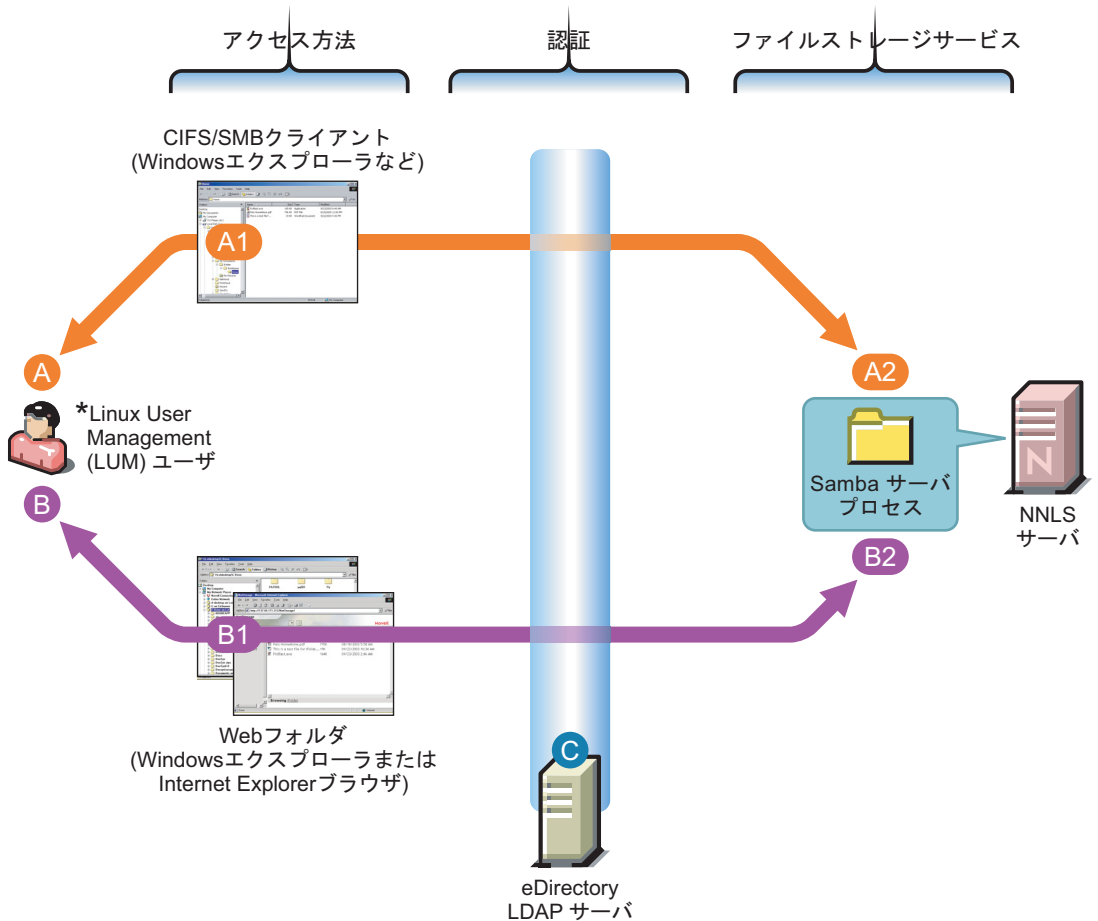 アクセス方法
認証
ファイルストレージサービス
CIFS/SMBクライアント
(Windowsエクスプローラなど)
A1
A
A2
*Linux User
Management
(LUM) ユーザ
Samba サーバ
プロセス
N
NNLS
サーバ
B
B2
B1
Webフォルダ
(Windowsエクスプローラまたは
Internet Explorerブラウザ)
C
eDirectory
LDAP サーバ